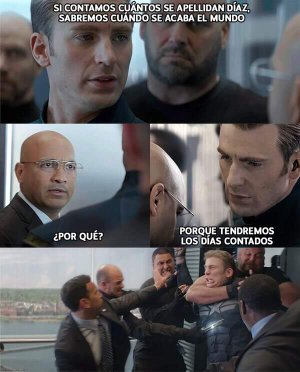 SI CONTAMOS CUÁNTOS SE APELLIDAN DÍAZ,
SABREMOS CUÁNDO SE ACABA EL MUNDO
¿POR QUÉ?
PORQUE TENDREMOS
LOS DÍAS CONTADOS